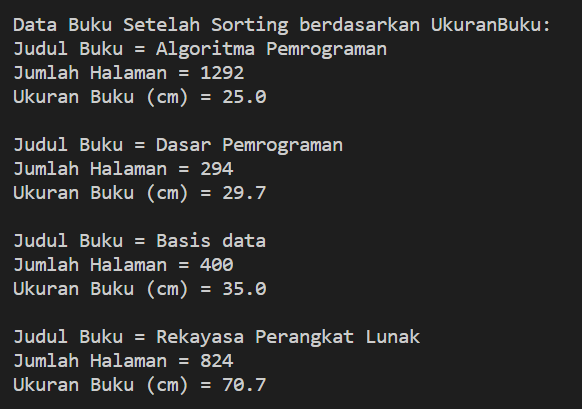 Data Buku Setelah Sorting berdasarkan UkuranBuku:
Judul Buku = Algoritma Pemrograman
Jumlah Halaman = 1292
Ukuran Buku (cm) = 25.0
Judul Buku = Dasar Pemrograman
Jumlah Halaman = 294
Ukuran Buku (cm) = 29.7
Judul Buku = Basis data
Jumlah Halaman = 400
Ukuran Buku (cm) = 35.0
Judul Buku = Rekayasa Perangkat Lunak
Jumlah Halaman = 824
Ukuran Buku (cm) = 70.7